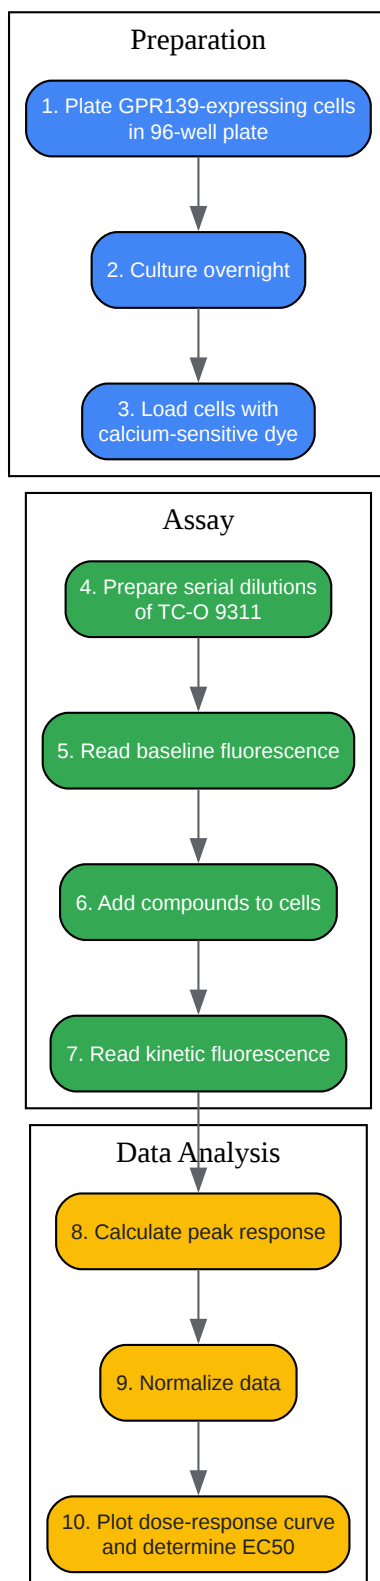 Preparation
1. Plate GPR139-expressing cells
in 96-well plate
2. Culture overnight
3. Load cells with
calcium-sensitive dye
Assay
4. Prepare serial dilutions
of TC-O 9311
5. Read baseline fluorescence
6. Add compounds to cells
7. Read kinetic fluorescence
Data Analysis
8. Calculate peak response
9. Normalize data
10. Plot dose-response curve
and determine EC50